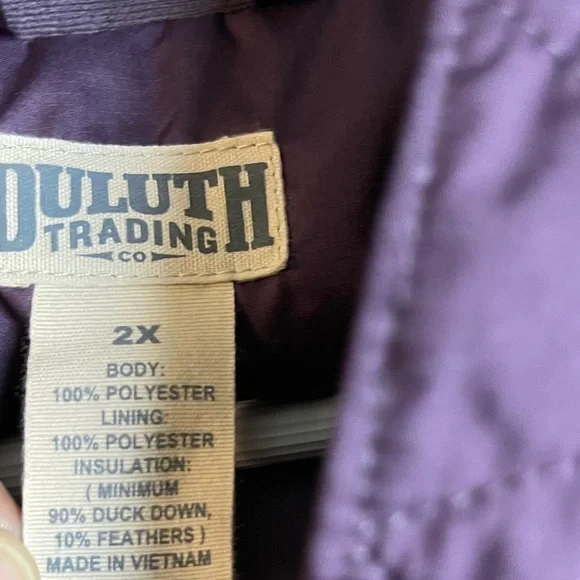 DULUTH
TRADING
CO
2X
BODY:
100% POLYESTER
LINING:
100% POLYESTER
INSULATION:
( MINIMUM
90% DUCK DOWN,
10% FEATHERS )
MADE IN VIETNAM